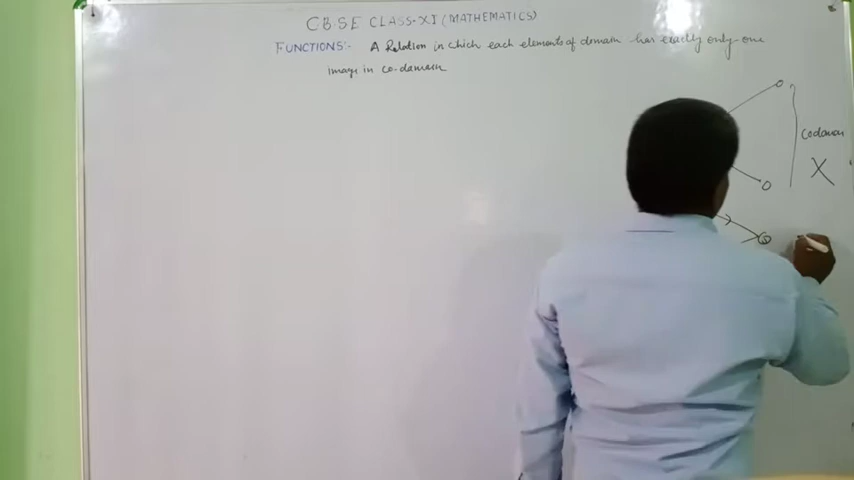 CBSE CLASS-XI (MATHEMATICS)
FUNCTIONS:- A Relation in which each elements of domain has exactly only one
image in co-domain
Codomain
X